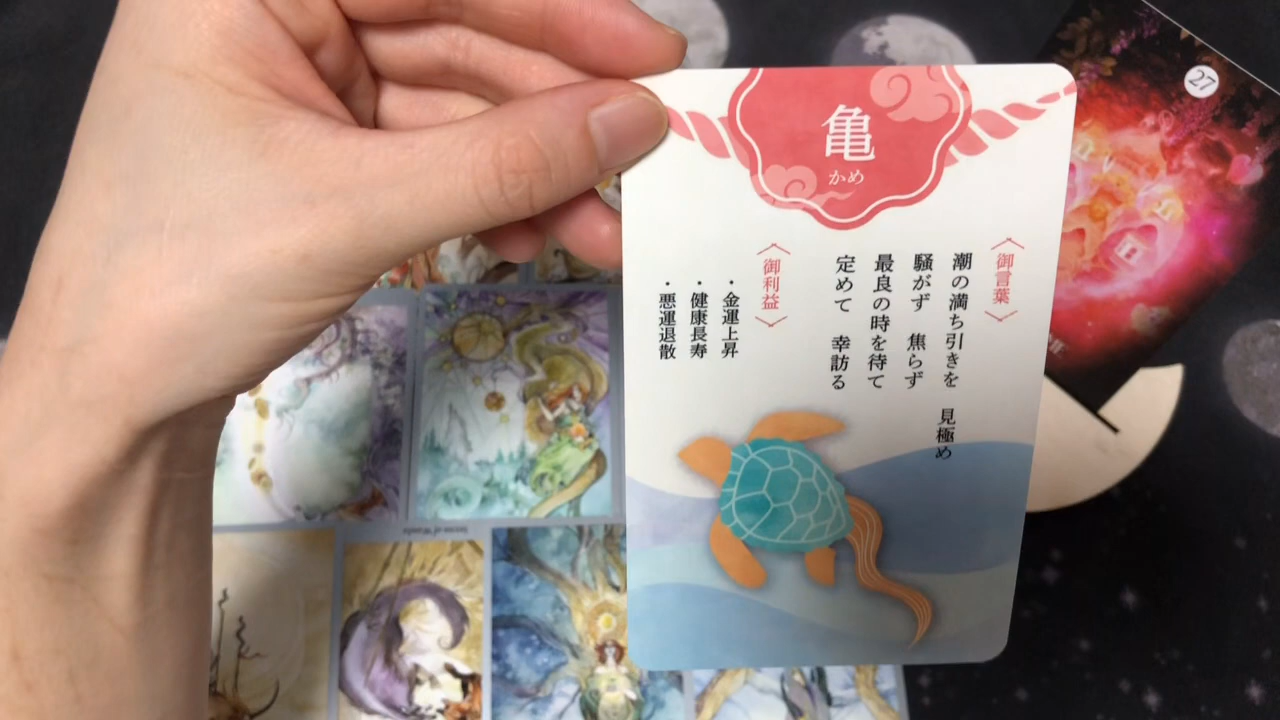 亀
かめ
〈御言葉〉
潮の満ち引きを 見極め
騒がず 焦らず
最良の時を待て
定めて 幸訪る
〈御利益〉
・金運上昇
・健康長寿
・悪運退散
27